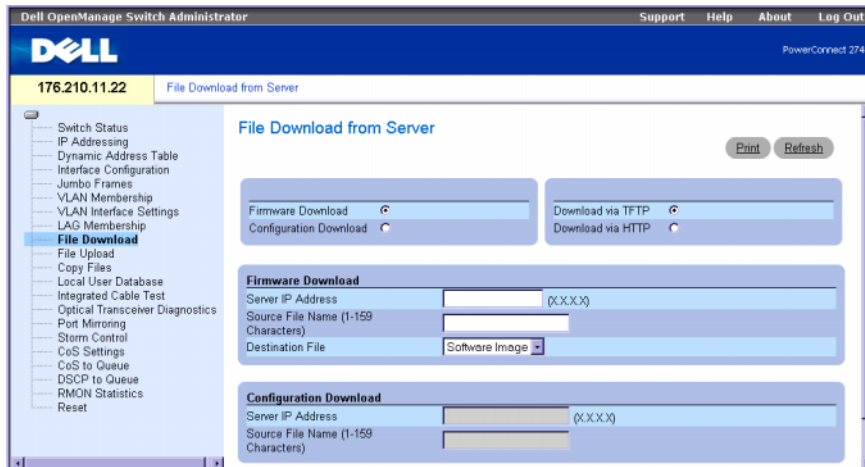 Dell OpenManage Switch Administrator
Support Help About Log Out
DELL
PowerConnect 274
176.210.11.22
File Download from Server
Switch Status
IP Addressing
Dynamic Address Table
Interface Configuration
Jumbo Frames
VLAN Membership
VLAN Interface Settings
LAG Membership
File Download
File Upload
Copy Files
Local User Database
Integrated Cable Test
Optical Transceiver Diagnostics
Port Mirroring
Storm Control
CoS Settings
CoS to Queue
DSCP to Queue
RMON Statistics
Reset
File Download from Server
Print Refresh
Firmware Download
Configuration Download
Download via TFTP
Download via HTTP
Firmware Download
Server IP Address (X.X.X.X)
Source File Name (1-159
Characters)
Destination File Software Image
Configuration Download
Server IP Address (X.X.X.X)
Source File Name (1-159
Characters)